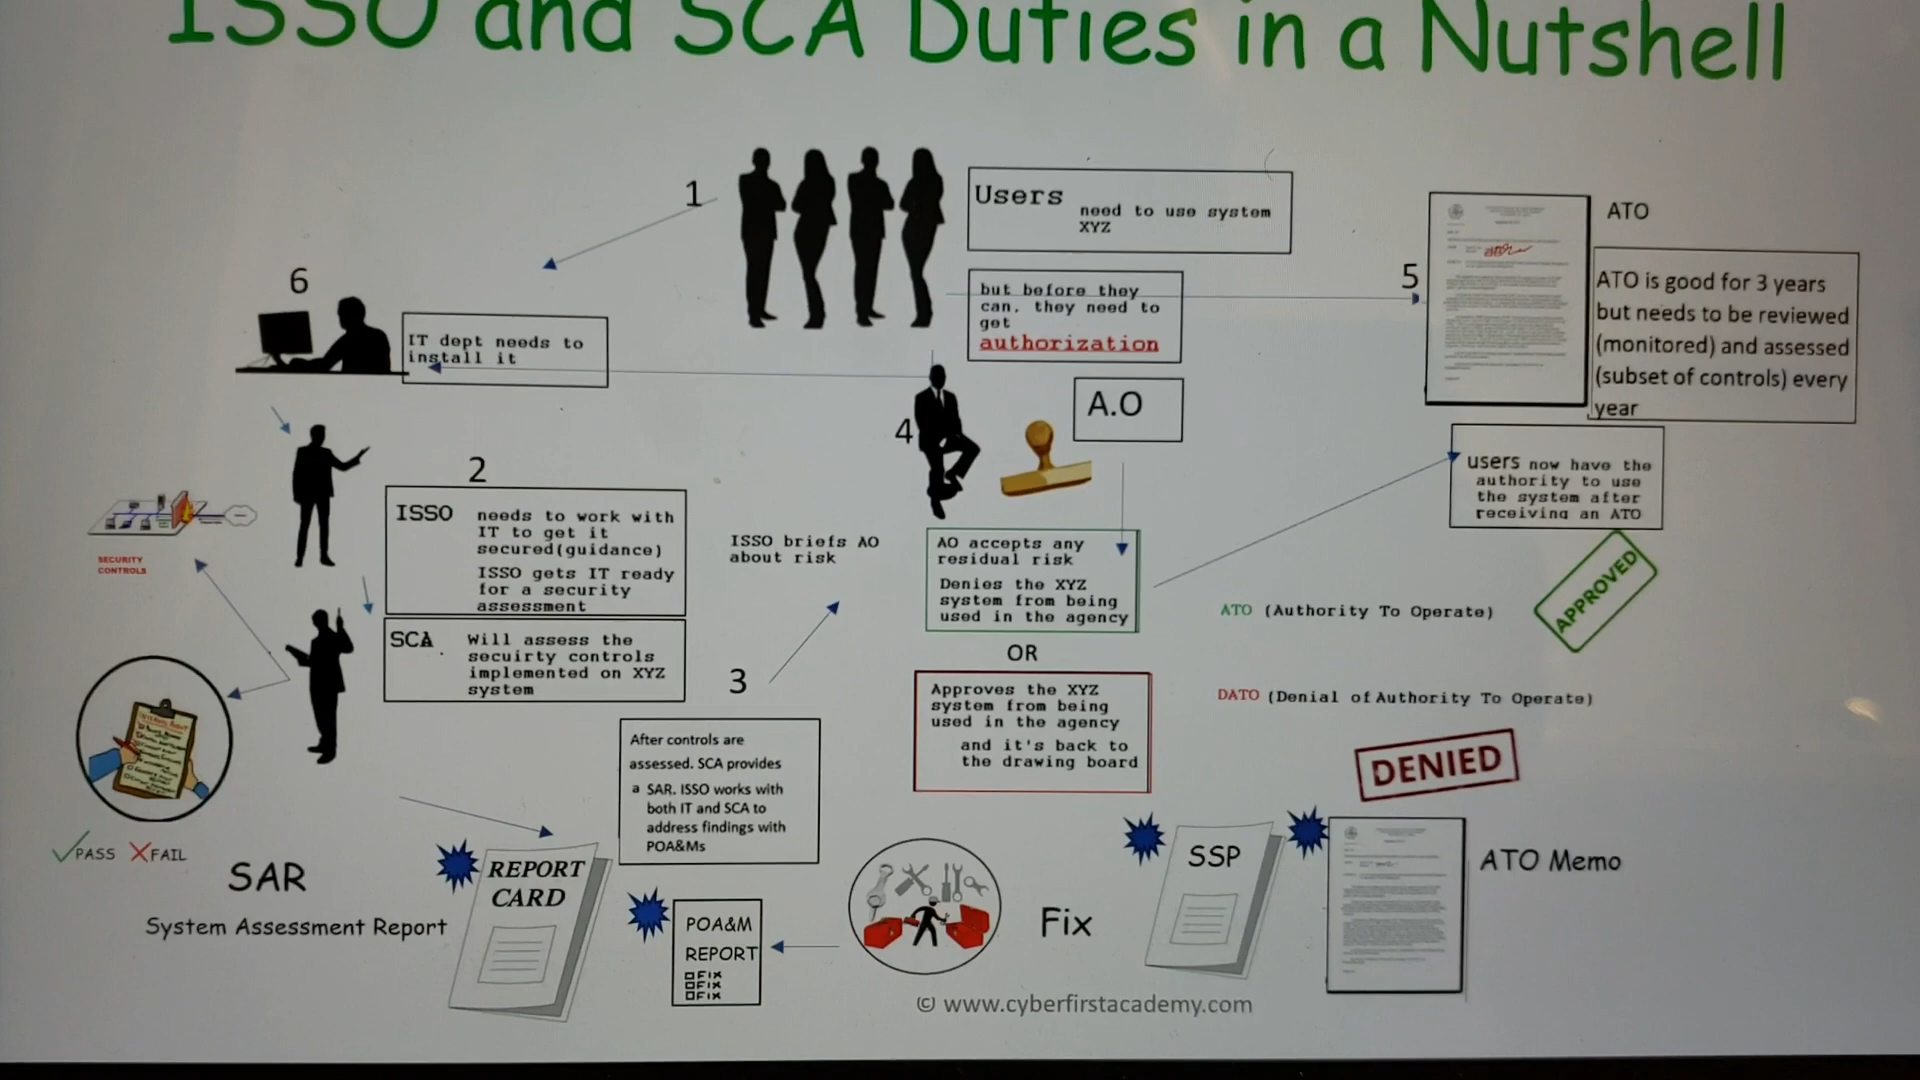 ISSO and SCA Duties in a Nutshell
1
Users need to use system
XYZ
but before they
can. they need to
get
authorization
5
ATO
ATO is good for 3 years
but needs to be reviewed
(monitored) and assessed
(subset of controls) every
year
6
IT dept needs to
install it
4
A.O
users now have the
authority to use
the system after
receiving an ATO
2
ISSO needs to work with
IT to get it
secured(guidance)
ISSO gets IT ready
for a security
assessment
SECURITY
CONTROLS
SCA Will assess the
secuirty controls
implemented on XYZ
system
ISSO briefs AO
about risk
3
AO accepts any
residual risk
Denies the XYZ
system from being
used in the agency
OR
Approves the XYZ
system from being
used in the agency
and it's back to
the drawing board
ATO (Authority To Operate)
APPROVED
DATO (Denial of Authority To Operate)
DENIED
After controls are
assessed. SCA provides
a SAR. ISSO works with
both IT and SCA to
address findings with
POA&Ms
PASS FAIL
SAR
System Assessment Report
REPORT
CARD
POA&M
REPORT
FIX
FIX
FIX
Fix
SSP
ATO Memo
© www.cyberfirstacademy.com